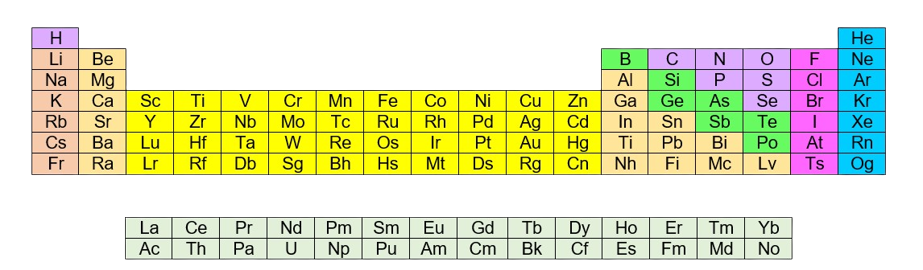 H He
Li Be B C N O F Ne
Na Mg Al Si P S Cl Ar
K Ca Sc Ti V Cr Mn Fe Co Ni Cu Zn Ga Ge As Se Br Kr
Rb Sr Y Zr Nb Mo Tc Ru Rh Pd Ag Cd In Sn Sb Te I Xe
Cs Ba Lu Hf Ta W Re Os Ir Pt Au Hg Ti Pb Bi Po At Rn
Fr Ra Lr Rf Db Sg Bh Hs Mt Ds Rg Cn Nh Fi Mc Lv Ts Og
La Ce Pr Nd Pm Sm Eu Gd Tb Dy Ho Er Tm Yb
Ac Th Pa U Np Pu Am Cm Bk Cf Es Fm Md No